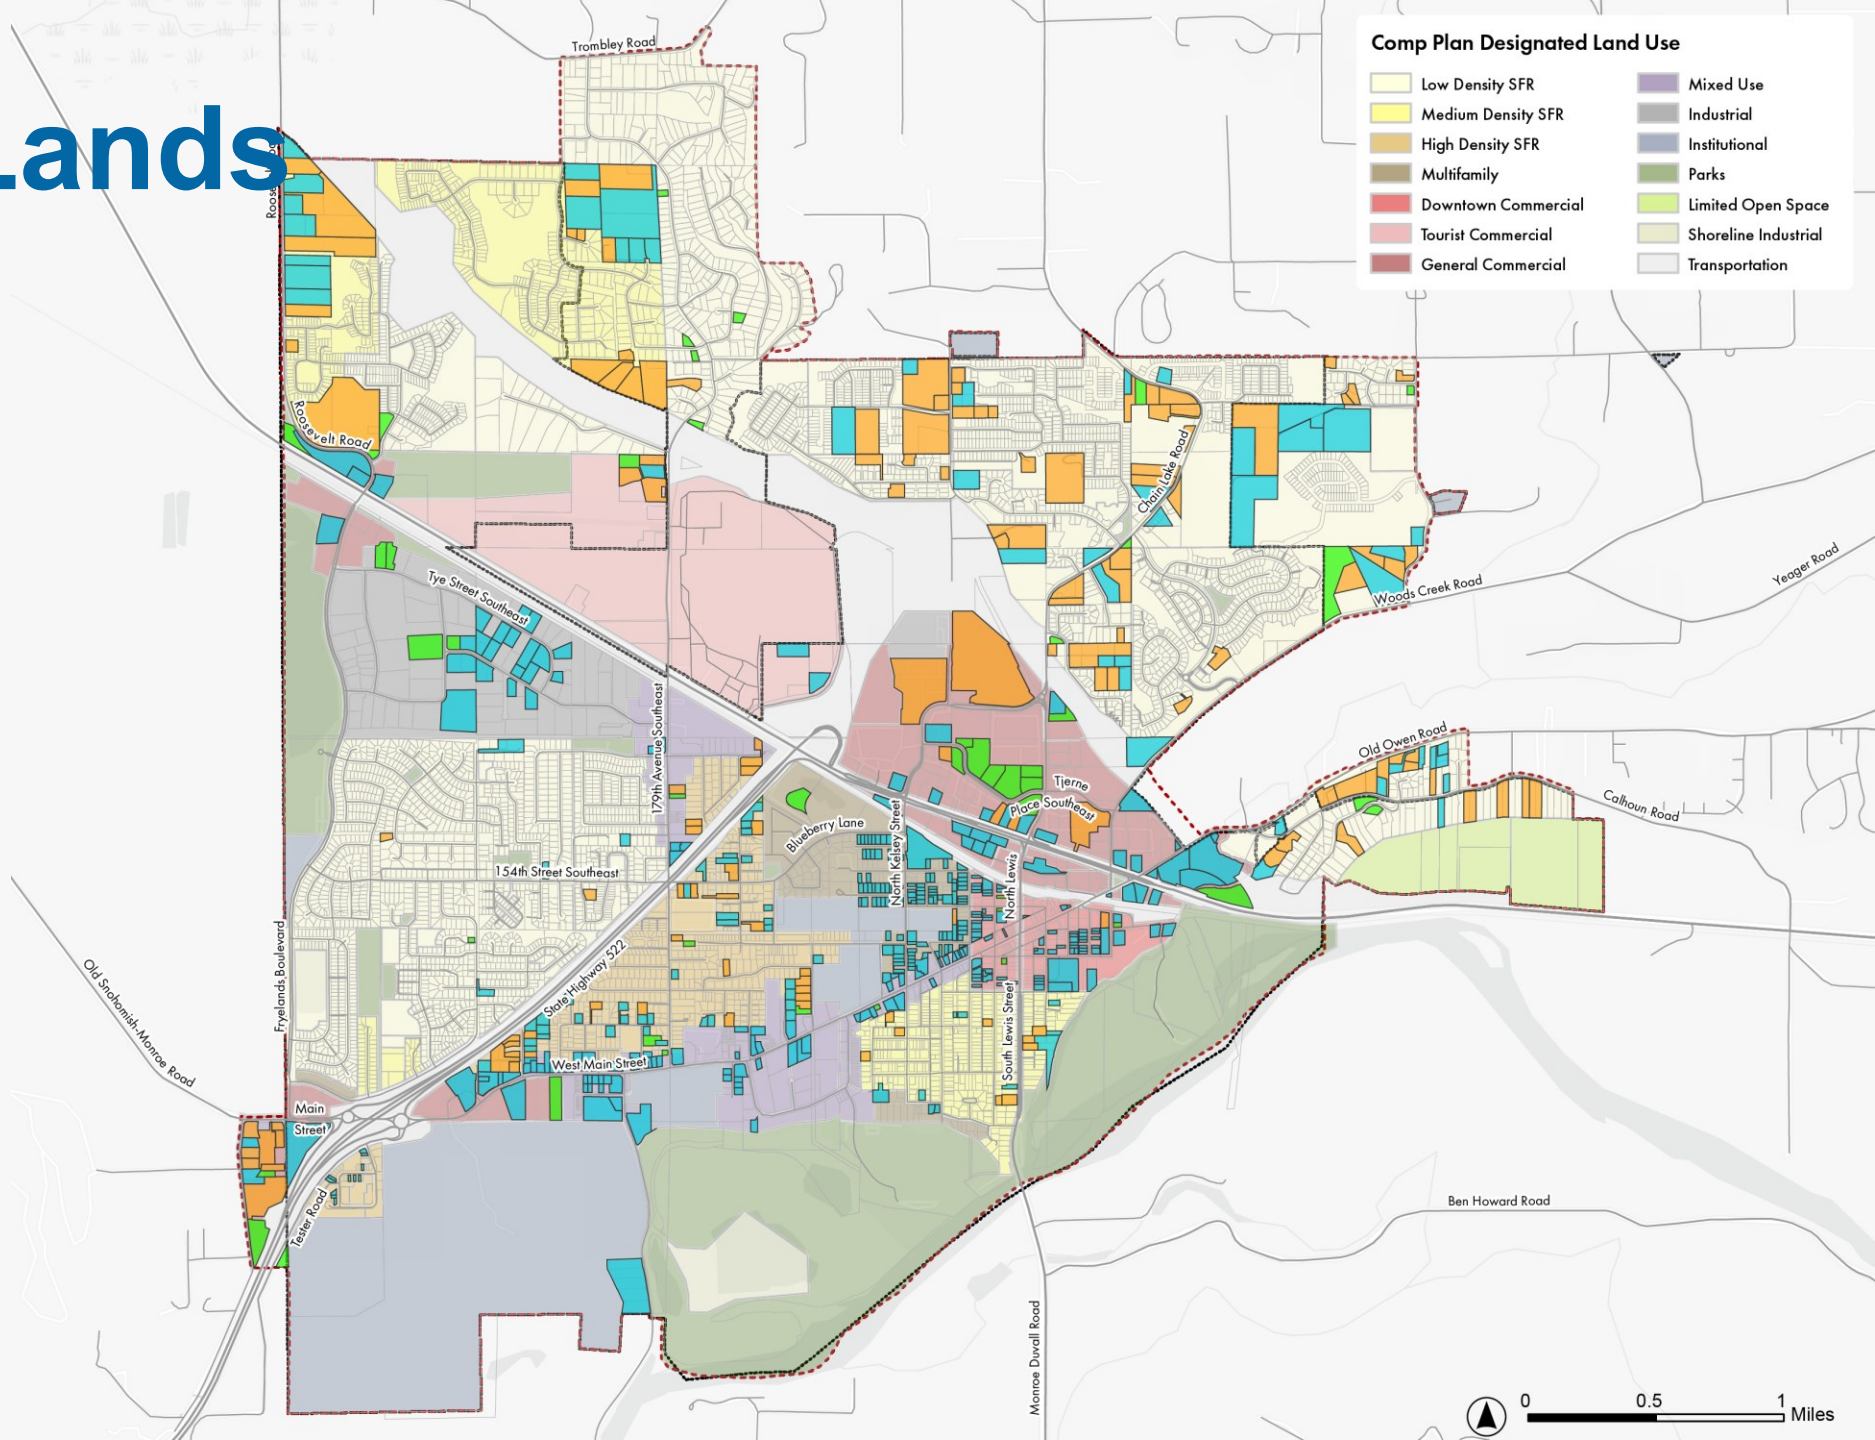 Lands
Comp Plan Designated Land Use
Low Density SFR
Medium Density SFR
High Density SFR
Multifamily
Downtown Commercial
Tourist Commercial
General Commercial
Mixed Use
Industrial
Institutional
Parks
Limited Open Space
Shoreline Industrial
Transportation
Trombley Road
Roosevelt Road
Chain Lake Road
Tye Street Southeast
Woods Creek Road
Yeager Road
179th Avenue Southeast
Old Owen Road
Calhoun Road
Tjerne
Place Southeast
Blueberry Lane
North Kelsey Street
North Lewis
154th Street Southeast
State Highway 522
Fryelands Boulevard
Old Snohomish-Monroe Road
South Lewis Street
West Main Street
Main
Street
Tester Road
Ben Howard Road
Monroe Duvall Road
0 0.5 1
Miles